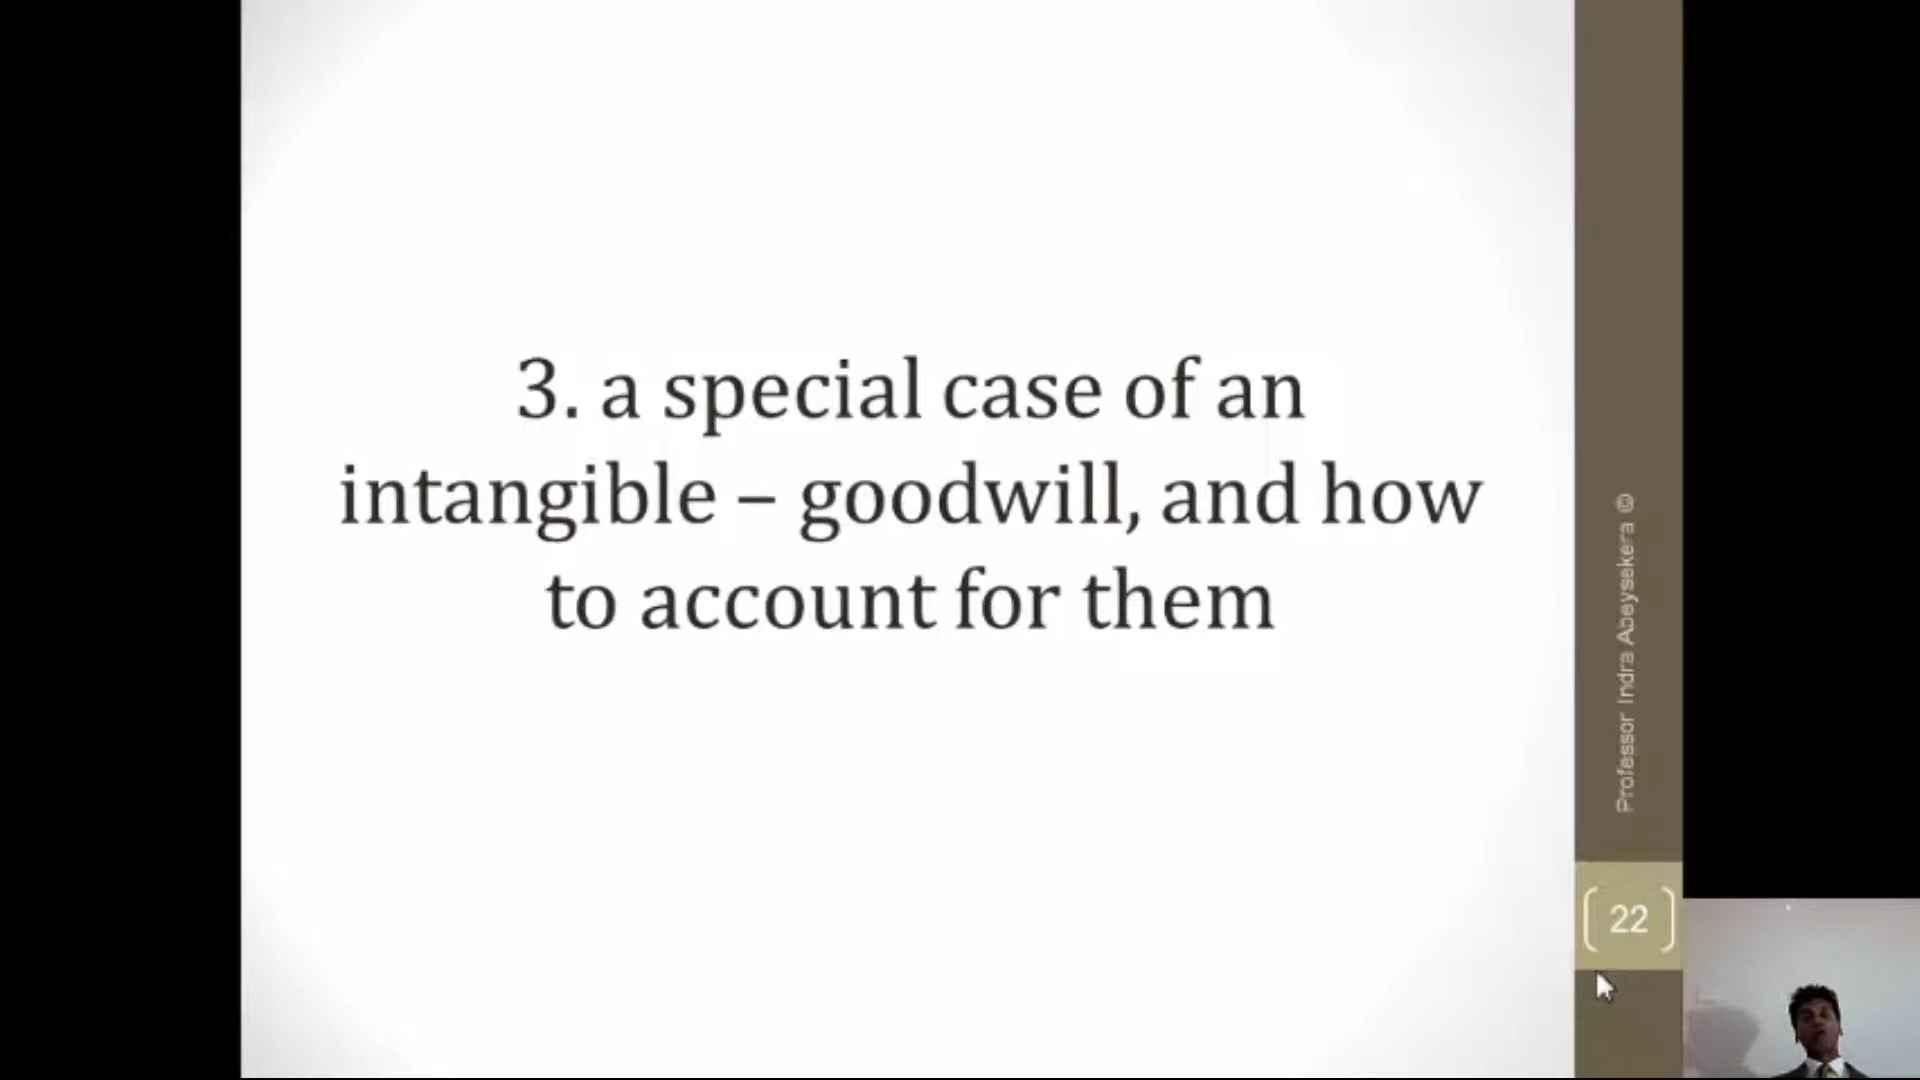 3. a special case of an
intangible – goodwill, and how
to account for them
Professor Indra Abeysekera ©
22